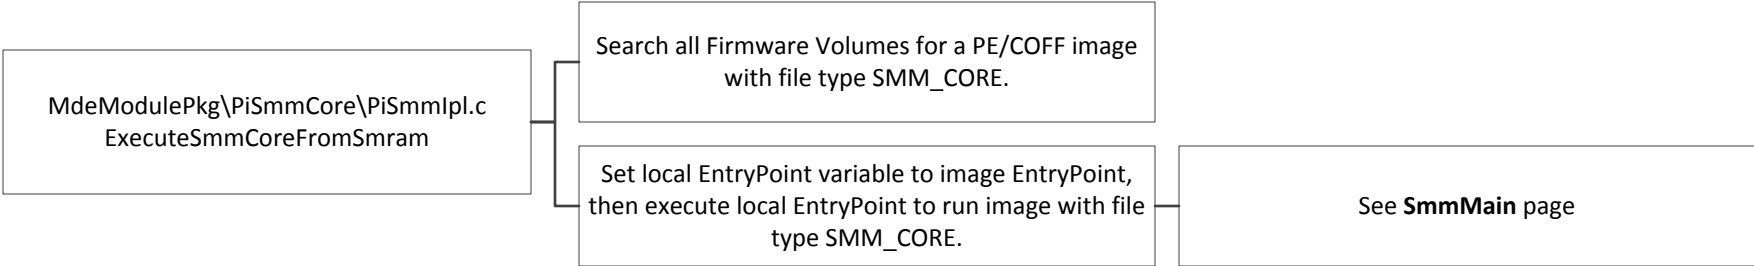 MdeModulePkg\PiSmmCore\PiSmmIpl.c
ExecuteSmmCoreFromSmram
Search all Firmware Volumes for a PE/COFF image
with file type SMM_CORE.
Set local EntryPoint variable to image EntryPoint,
then execute local EntryPoint to run image with file
type SMM_CORE.
See SmmMain page